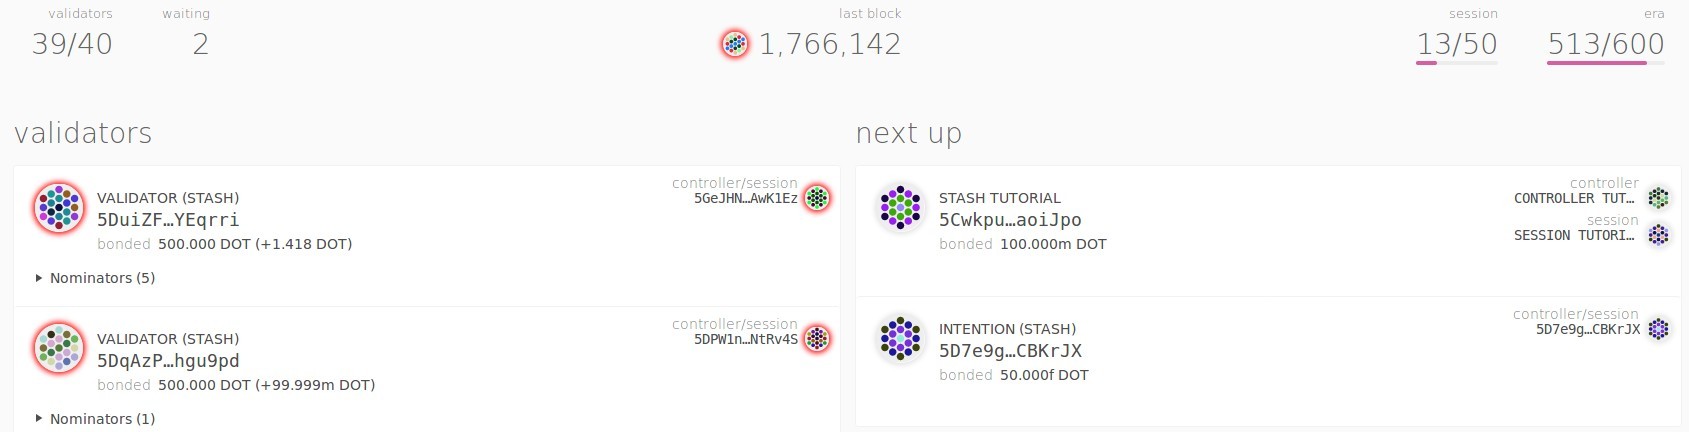 validators
39/40
waiting
2
last block
1,766,142
session
13/50
era
513/600
validators
VALIDATOR (STASH)
5DuiZF…YEqrri
bonded 500.000 DOT (+1.418 DOT)
Nominators (5)
controller/session
5GeJHN…AwK1Ez
VALIDATOR (STASH)
5DqAzP…hgu9pd
bonded 500.000 DOT (+99.999m DOT)
Nominators (1)
controller/session
5DPW1n…NtRv4S
next up
STASH TUTORIAL
5Cwkpu…aoiJpo
bonded 100.000m DOT
controller
CONTROLLER TUT…
session
SESSION TUTORI…
INTENTION (STASH)
5D7e9g…CBKrJX
bonded 50.000f DOT
controller/session
5D7e9g…CBKrJX